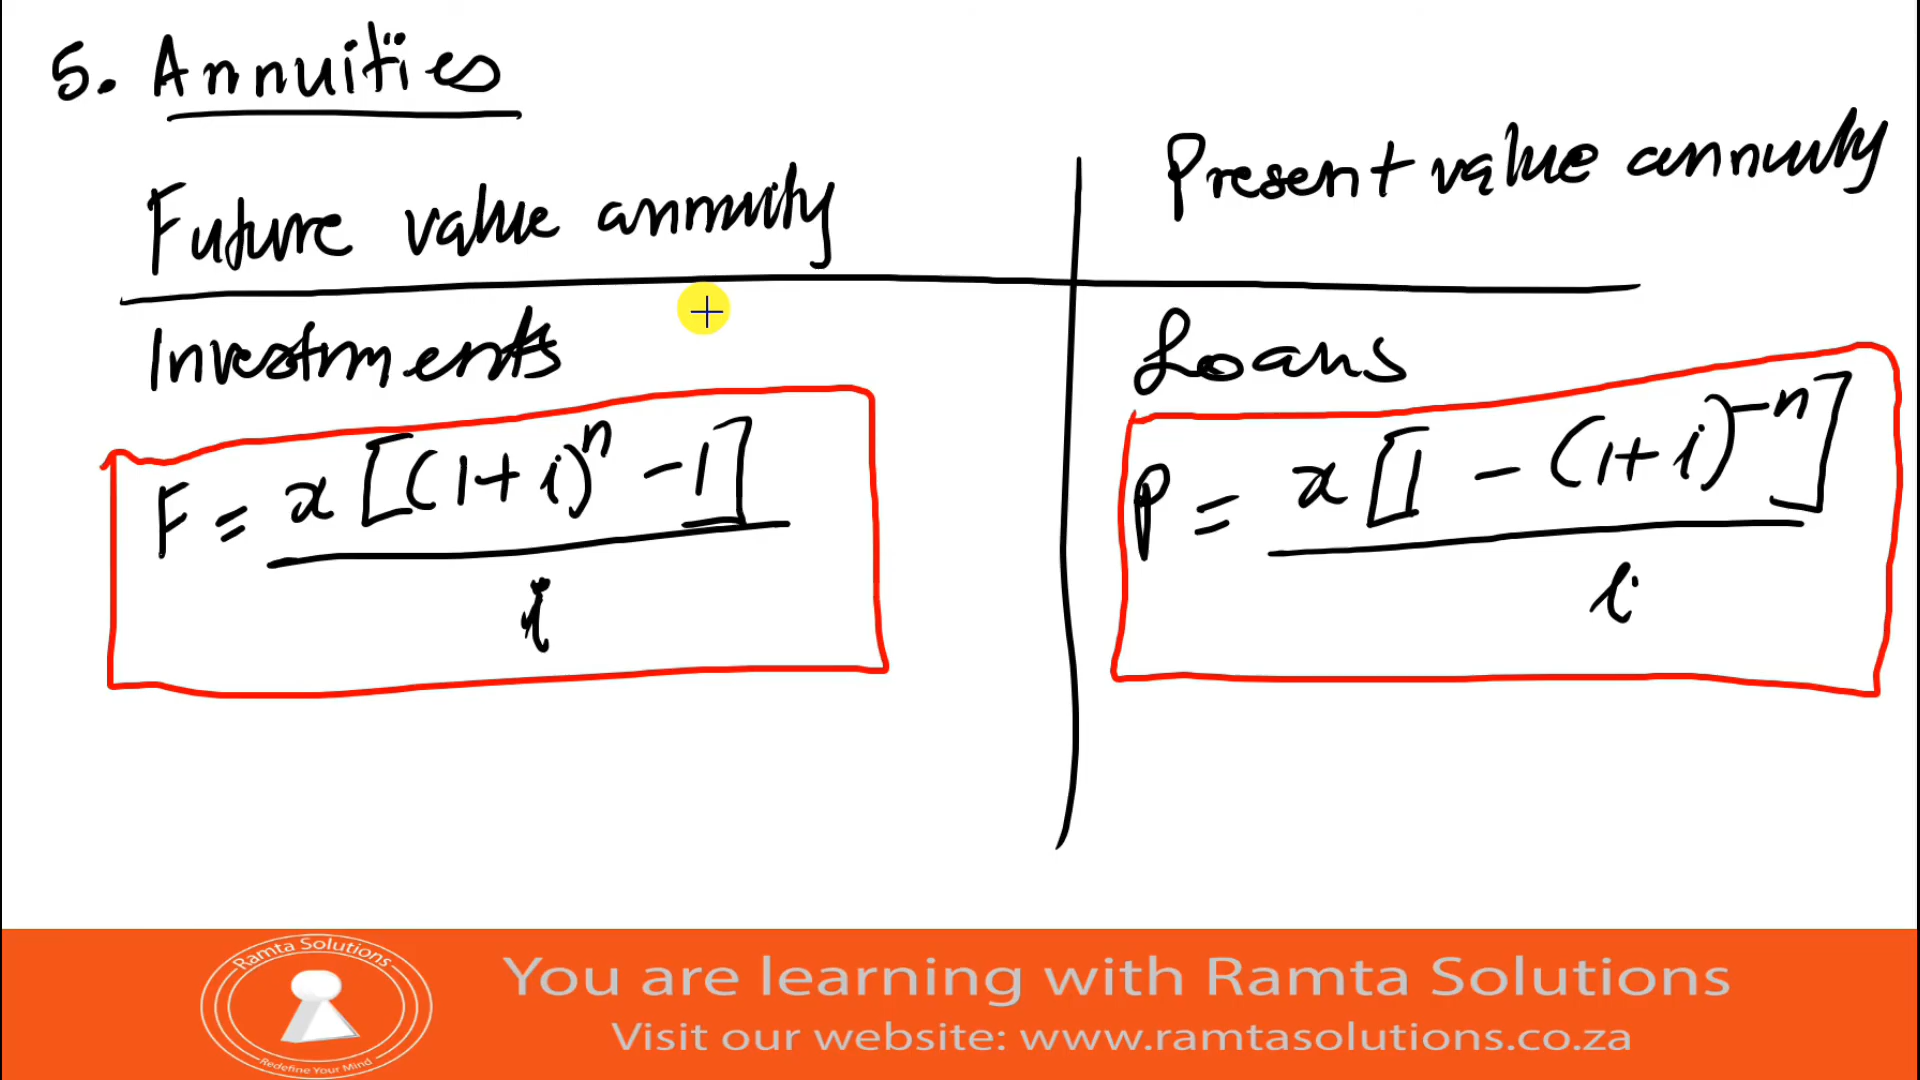 5. Annuities
Future value annuity
Present value annuity
Investments
Loans
F = x[(1+i)^n - 1] / i
P = x[1 - (1+i)^-n] / i
Ramta Solutions
Redefine Your Mind
You are learning with Ramta Solutions
Visit our website: www.ramtasolutions.co.za